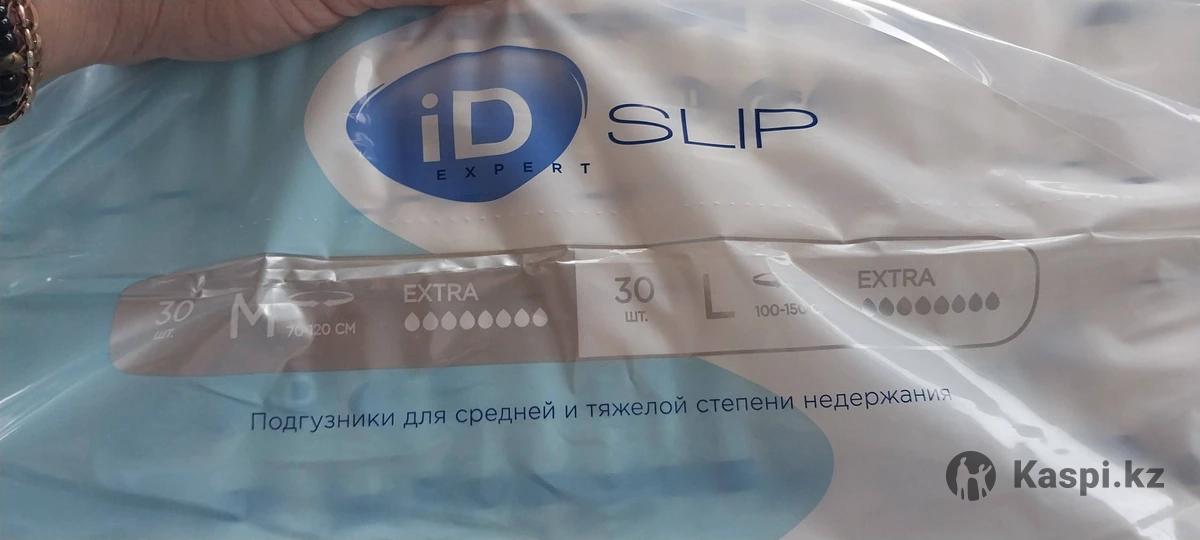 iD
EXPERT
SLIP
30 ШТ. M 70-120 СМ EXTRA
30 ШТ. L 100-150 EXTRA
Подгузники для средней и тяжелой степени недержания
Kaspi.kz